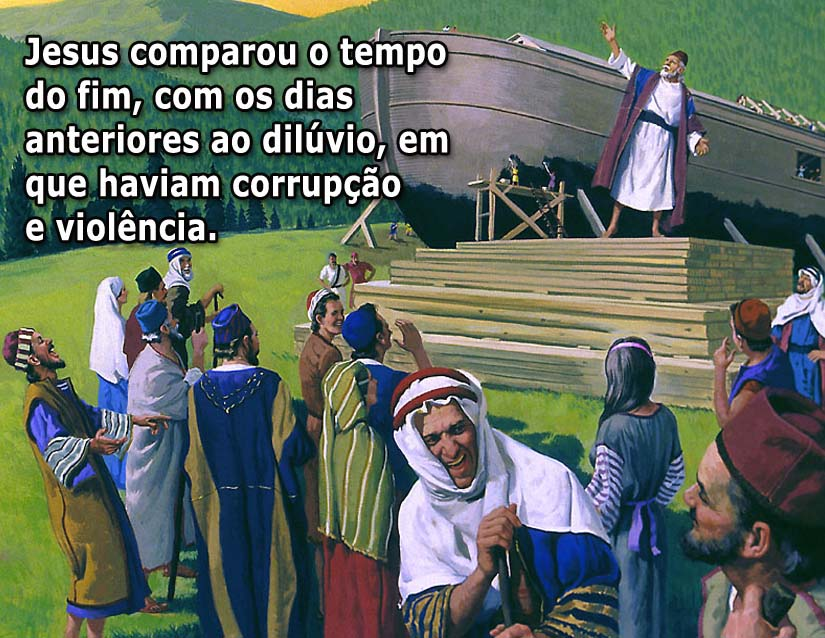 Jesus comparou o tempo
do fim, com os dias
anteriores ao dilúvio, em
que haviam corrupção
e violência.